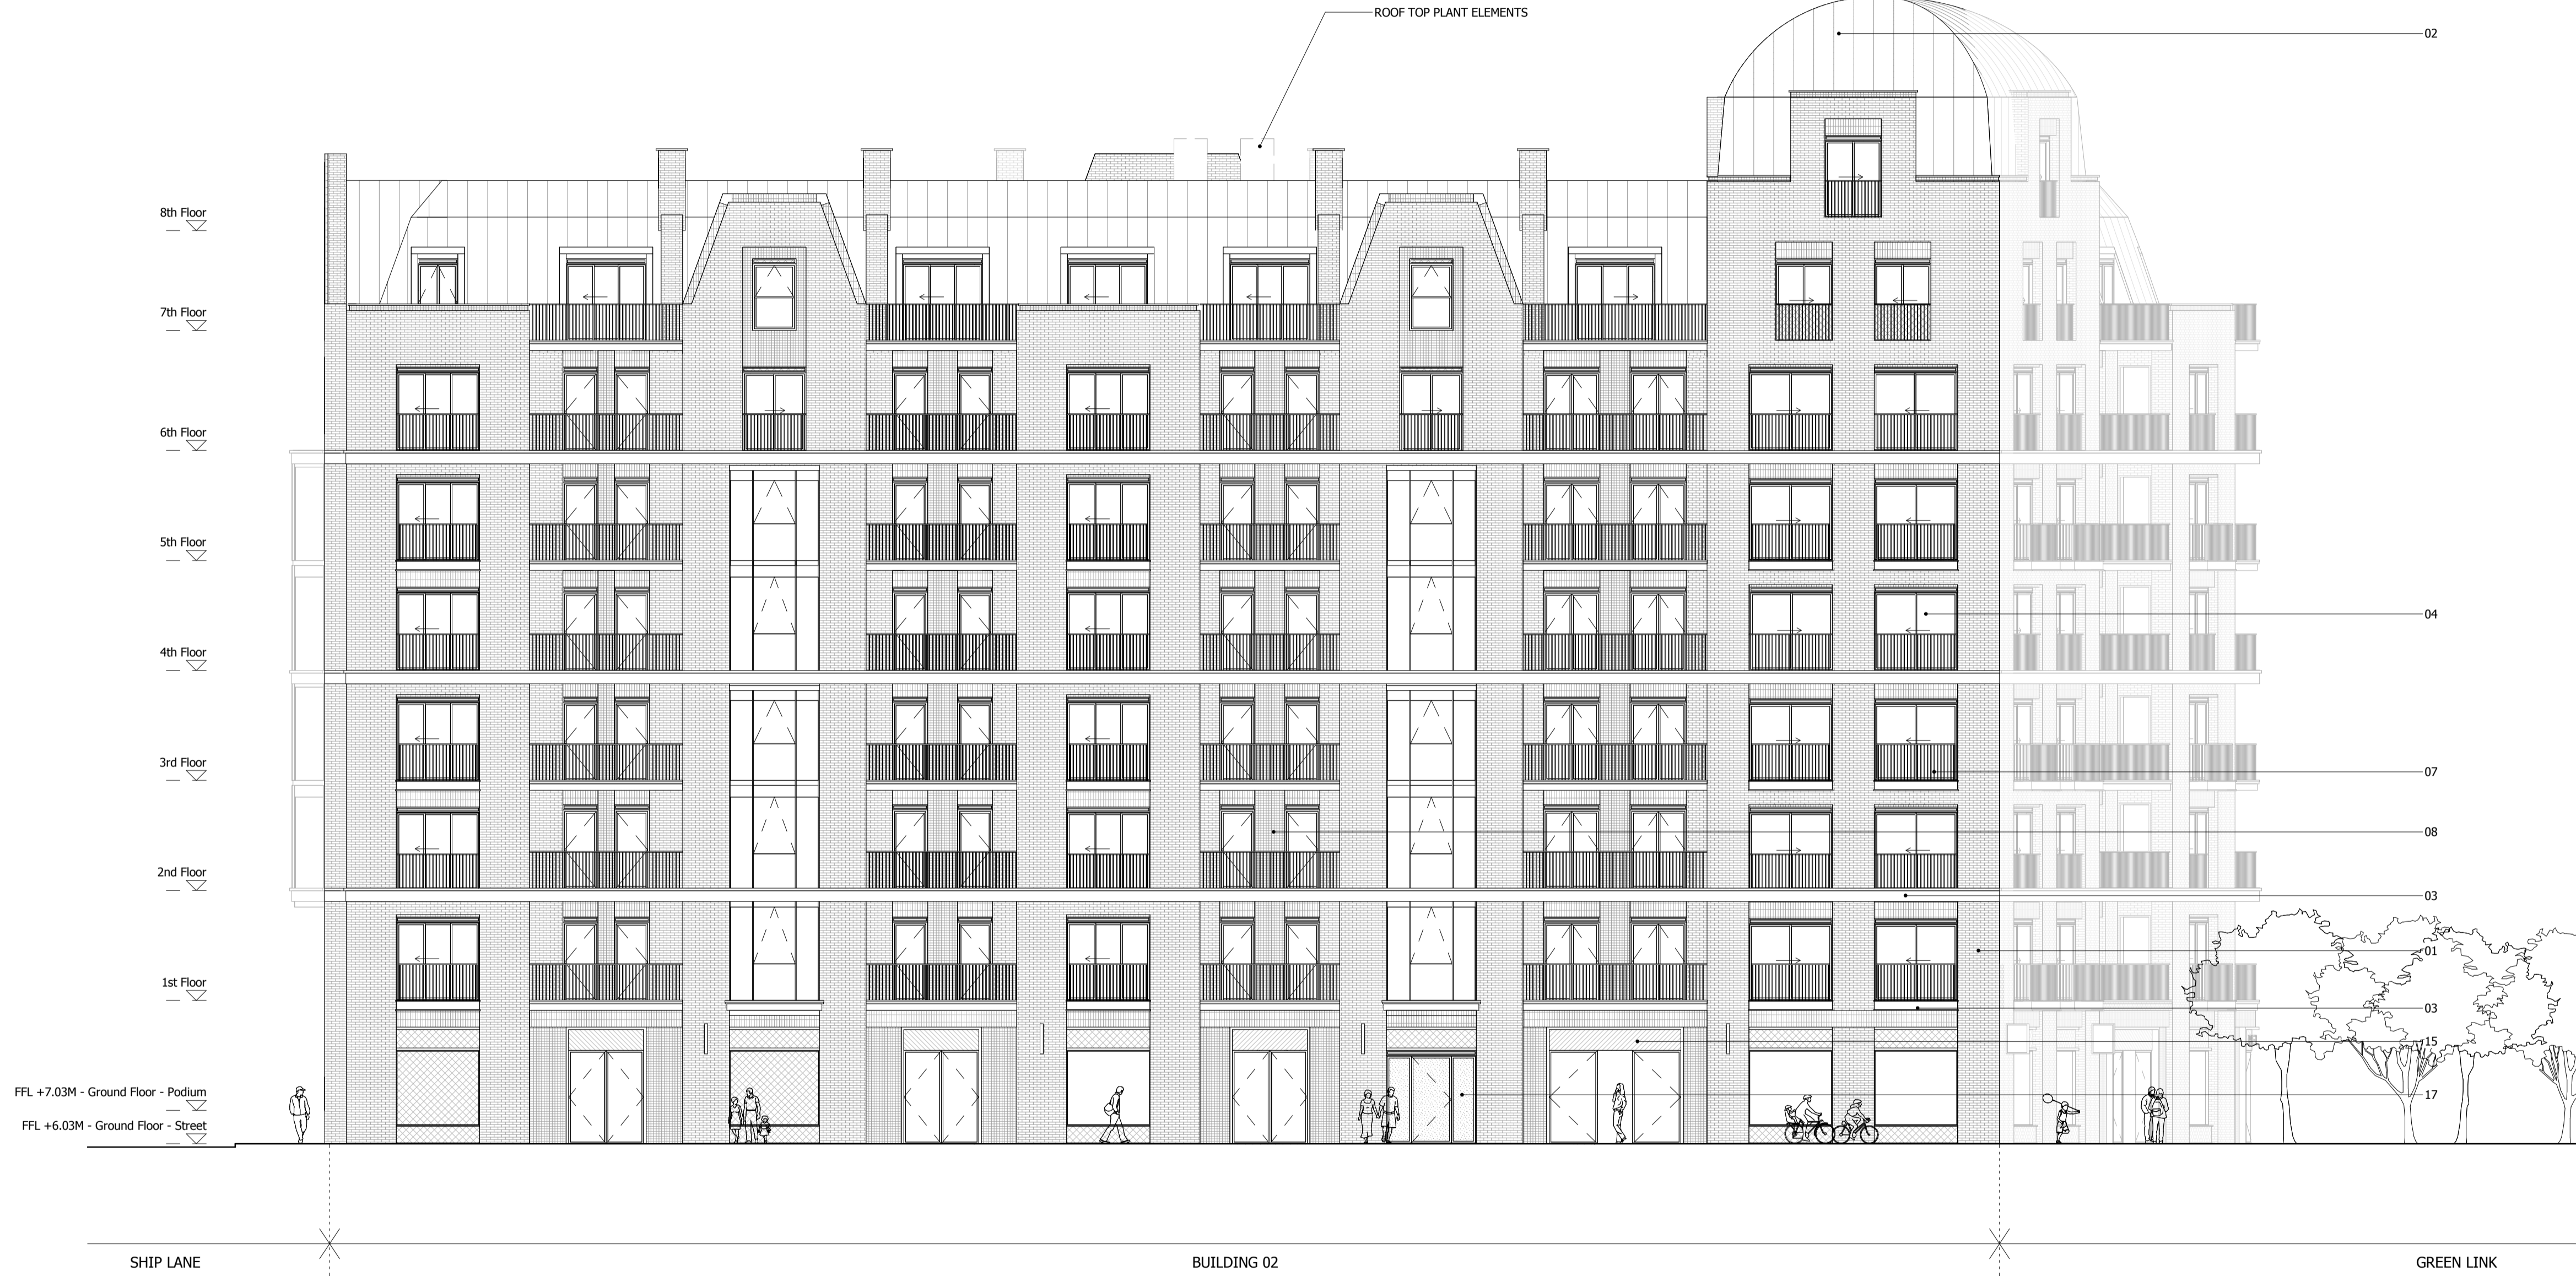 ROOF TOP PLANT ELEMENTS
02
8th Floor
7th Floor
6th Floor
5th Floor
04
4th Floor
3rd Floor
07
08
2nd Floor
03
01
1st Floor
03
15
FFL +7.03M - Ground Floor - Podium
17
FFL +6.03M - Ground Floor - Street
SHIP LANE
BUILDING 02
GREEN LINK